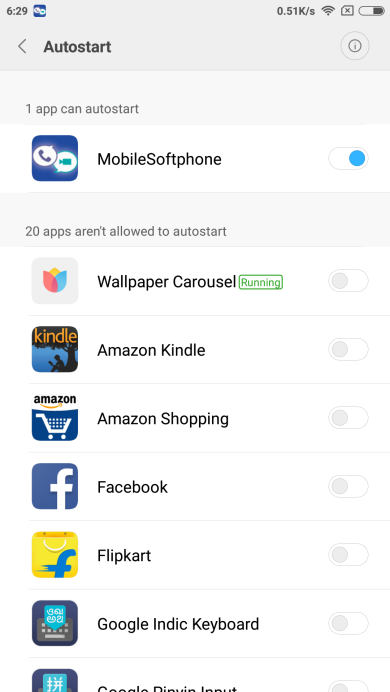 6:29
0.51K/s
Autostart
1 app can autostart
MobileSoftphone
20 apps aren't allowed to autostart
Wallpaper Carousel Running
kindle
Amazon Kindle
amazon
Amazon Shopping
Facebook
Flipkart
Google Indic Keyboard
拼
Google Pinyin Input